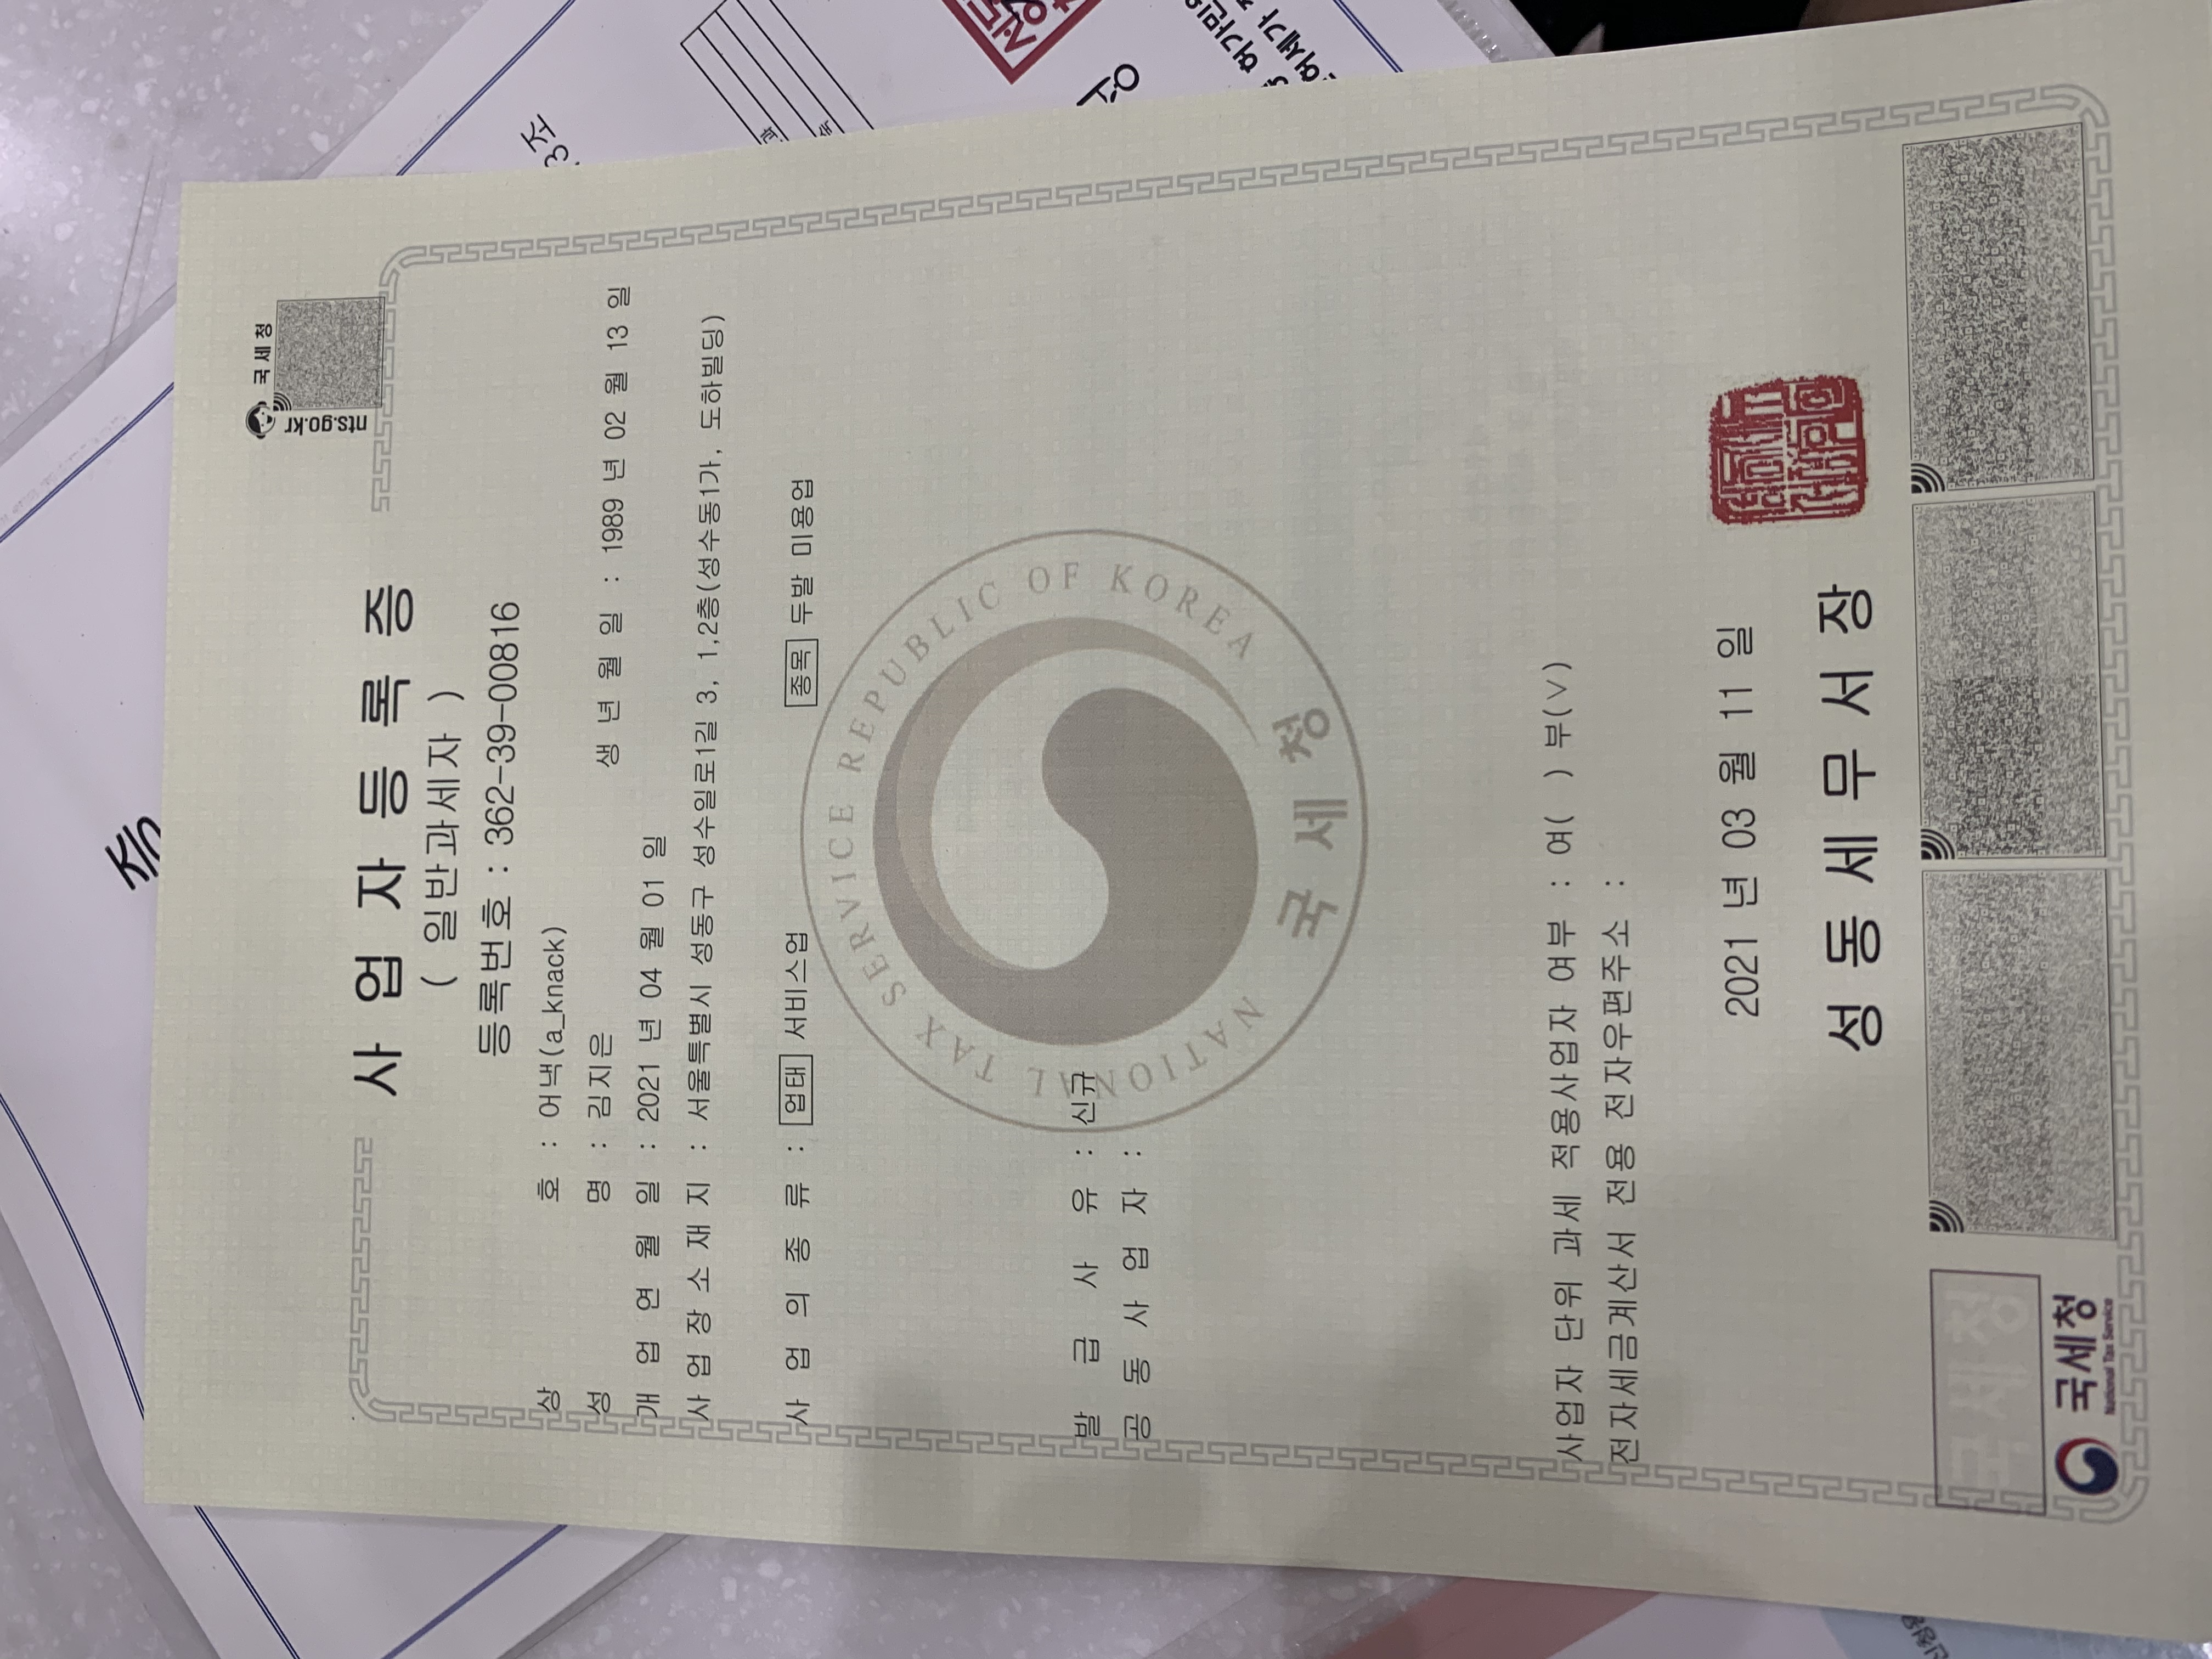 국세청
nts.go.kr
사업자등록증
( 일반과세자 )
등록번호 : 362-39-00816
상 호 : 어낵(a_knack)
성 명 : 김지은 생 년 월 일 : 1989 년 02 월 13 일
개 업 연 월 일 : 2021 년 04 월 01 일
사 업 장 소 재 지 : 서울특별시 성동구 성수일로1길 3, 1,2층(성수동1가, 도하빌딩)
사 업 의 종 류 : 업태 서비스업 종목 두발 미용업
NATIONAL TAX SERVICE REPUBLIC OF KOREA
국세청
발 급 사 유 : 신규
공 동 사 업 자 :
사업자 단위 과세 적용사업자 여부 : 여( ) 부(∨)
전자세금계산서 전용 전자우편주소 :
2021 년 03 월 11 일
성동세무서장
국세청
국세청
National Tax Service
증
3조